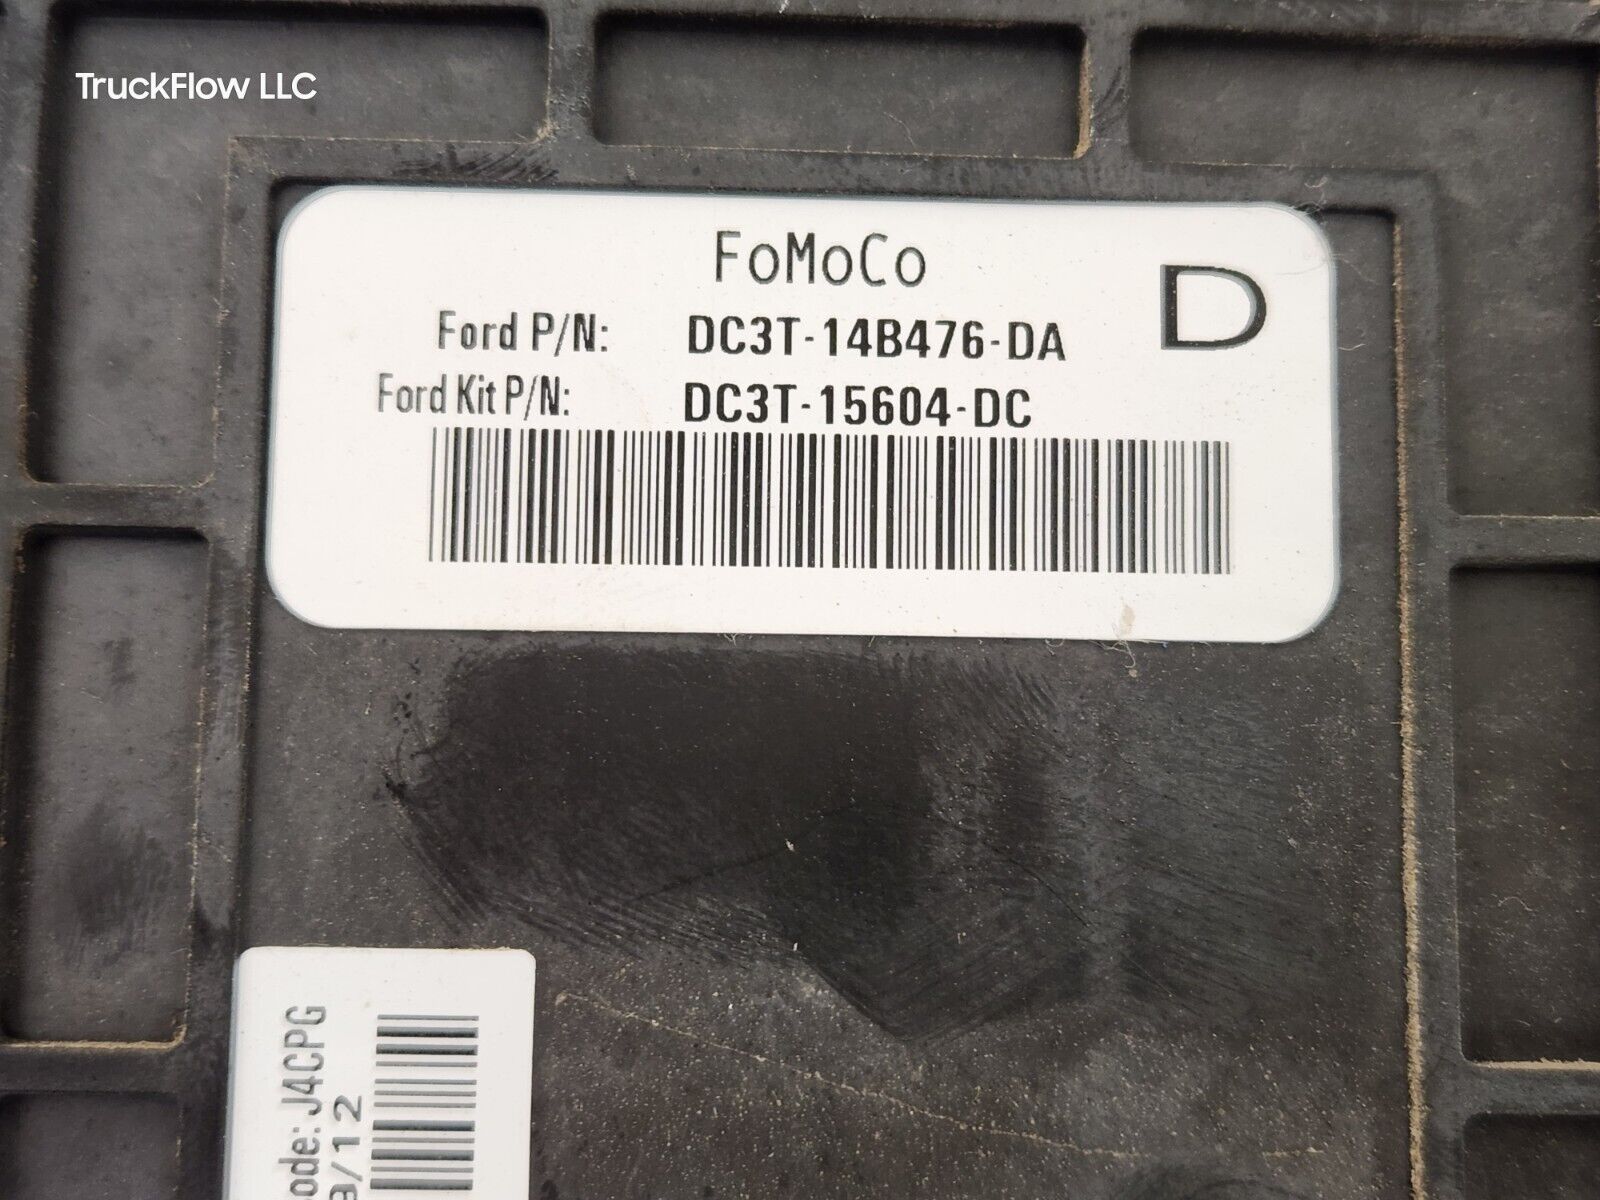 TruckFlow LLC
FoMoCo
D
Ford P/N: DC3T-14B476-DA
Ford Kit P/N: DC3T-15604-DC
ode: J4CPG
/12